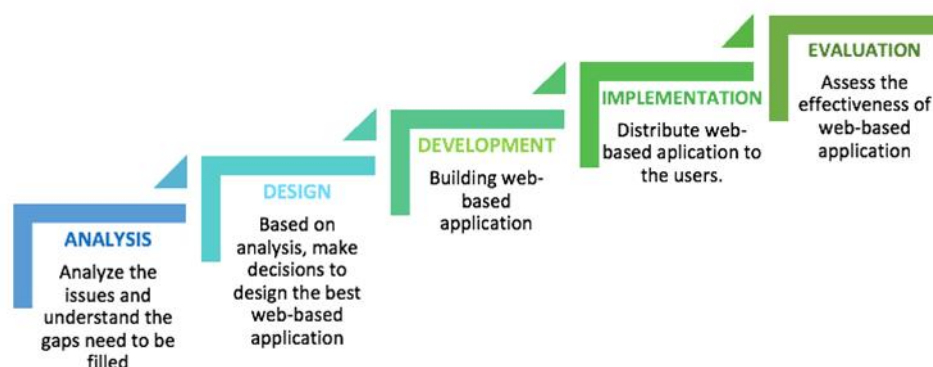 ANALYSIS
Analyze the
issues and
understand the
gaps need to be
filled
DESIGN
Based on
analysis, make
decisions to
design the best
web-based
application
DEVELOPMENT
Building web-
based
application
IMPLEMENTATION
Distribute web-
based aplication to
the users.
EVALUATION
Assess the
effectiveness of
web-based
application